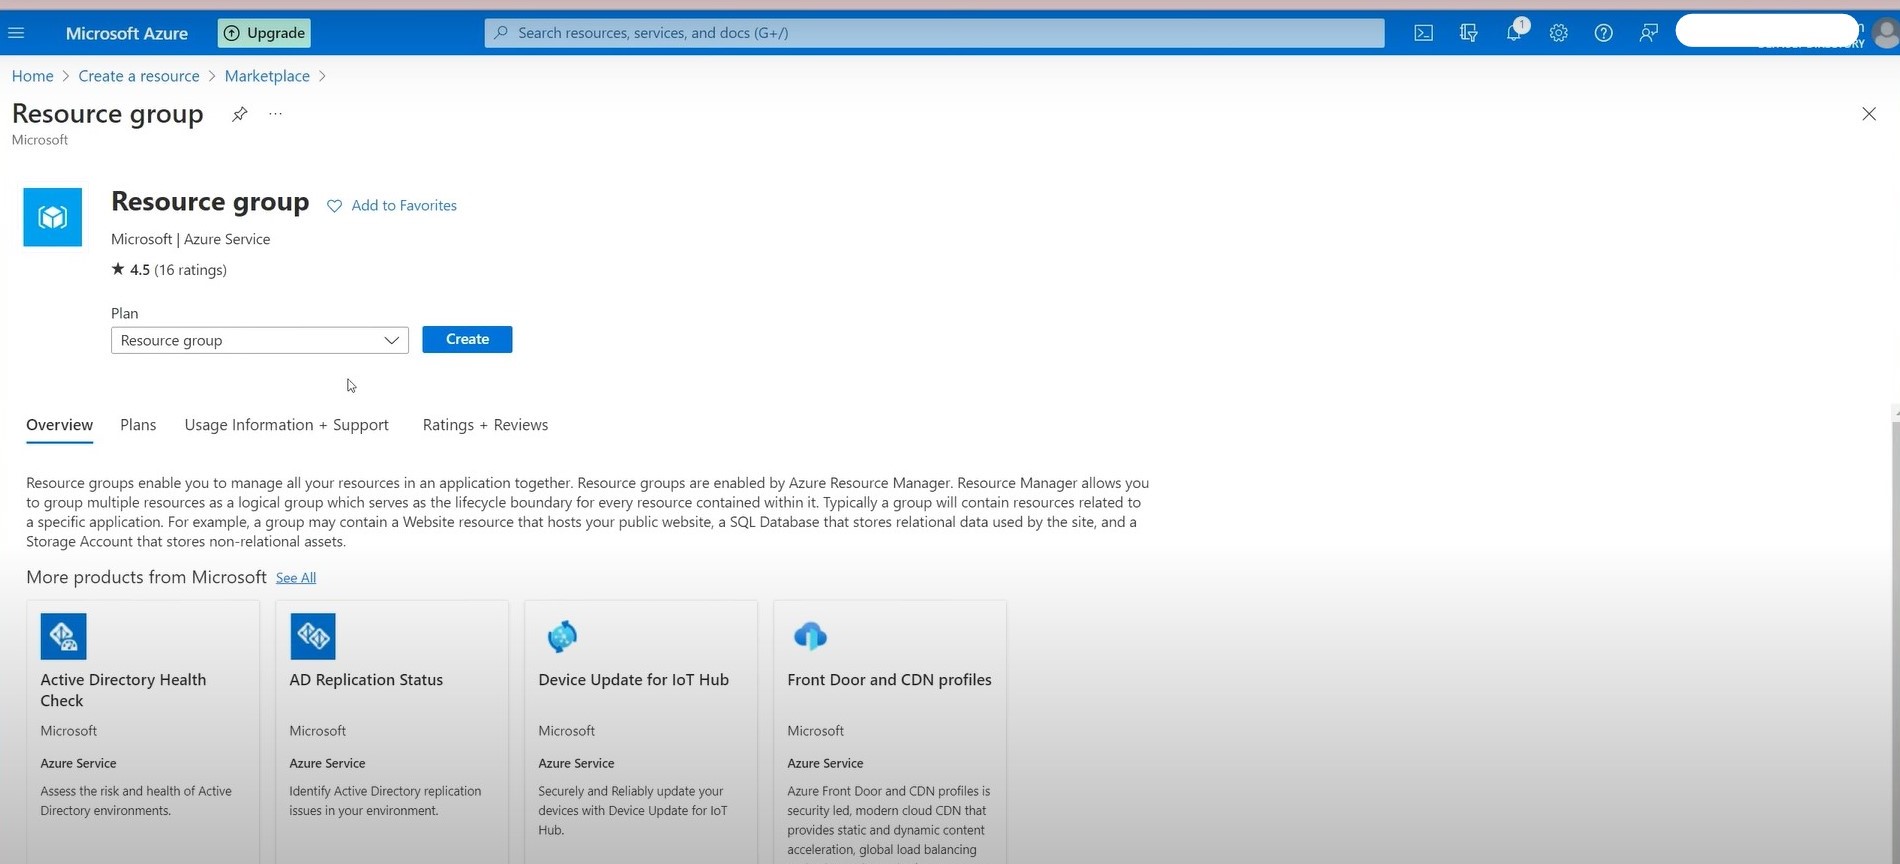 Microsoft Azure
Upgrade
Search resources, services, and docs (G+/)
1
Home > Create a resource > Marketplace >
Resource group
...
Microsoft
Resource group
Add to Favorites
Microsoft | Azure Service
★ 4.5 (16 ratings)
Plan
Resource group
Create
Overview
Plans
Usage Information + Support
Ratings + Reviews
Resource groups enable you to manage all your resources in an application together. Resource groups are enabled by Azure Resource Manager. Resource Manager allows you
to group multiple resources as a logical group which serves as the lifecycle boundary for every resource contained within it. Typically a group will contain resources related to
a specific application. For example, a group may contain a Website resource that hosts your public website, a SQL Database that stores relational data used by the site, and a
Storage Account that stores non-relational assets.
More products from Microsoft See All
Active Directory Health
Check
Microsoft
Azure Service
Assess the risk and health of Active
Directory environments.
AD Replication Status
Microsoft
Azure Service
Identify Active Directory replication
issues in your environment.
Device Update for IoT Hub
Microsoft
Azure Service
Securely and Reliably update your
devices with Device Update for IoT
Hub.
Front Door and CDN profiles
Microsoft
Azure Service
Azure Front Door and CDN profiles is
security led, modern cloud CDN that
provides static and dynamic content
acceleration, global load balancing